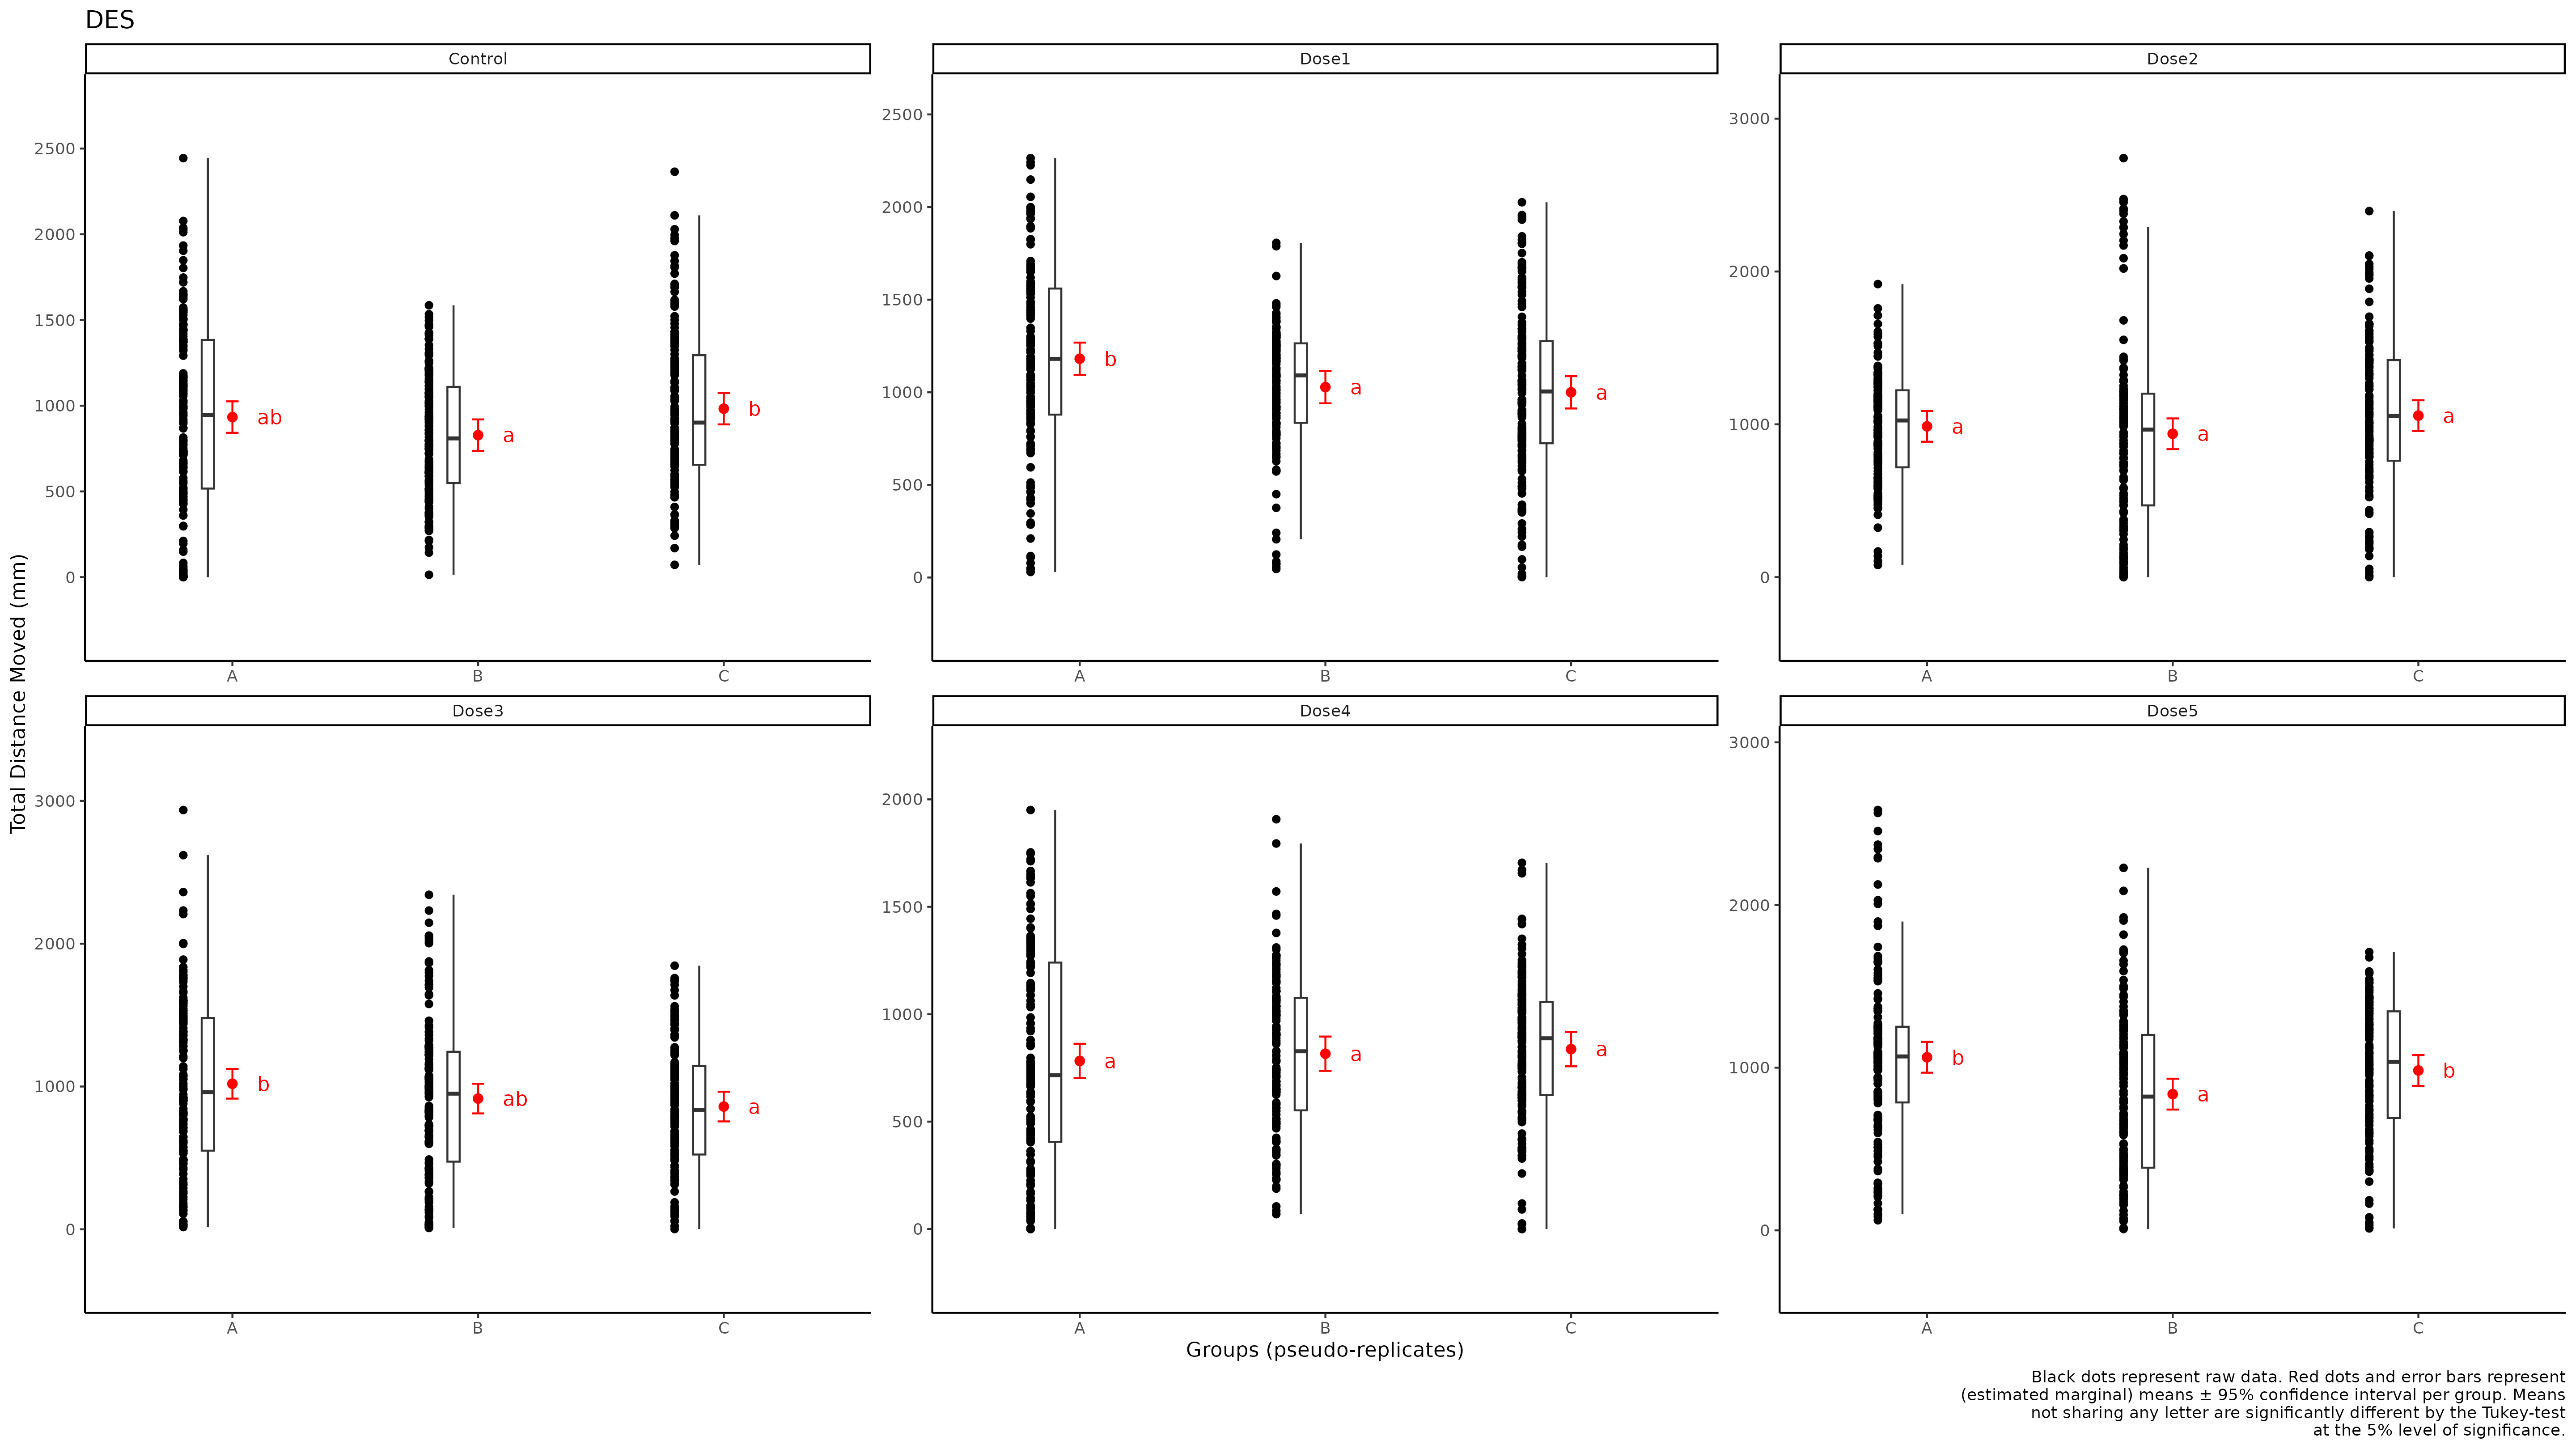 DES
Control
Dose1
Dose2
2500
2000
1500
1000
500
0
ab
a
b
A
B
C
2500
2000
1500
1000
500
0
b
a
a
A
B
C
3000
2000
1000
0
a
a
a
A
B
C
Total Distance Moved (mm)
Dose3
Dose4
Dose5
3000
2000
1000
0
b
ab
a
A
B
C
2000
1500
1000
500
0
a
a
a
A
B
C
3000
2000
1000
0
b
a
b
A
B
C
Groups (pseudo-replicates)
Black dots represent raw data. Red dots and error bars represent
(estimated marginal) means ± 95% confidence interval per group. Means
not sharing any letter are significantly different by the Tukey-test
at the 5% level of significance.